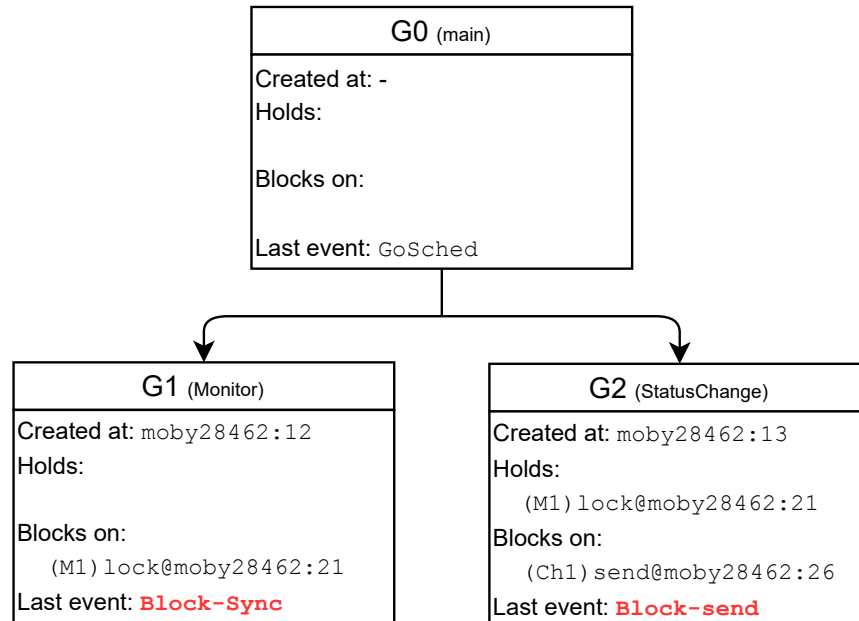 G0 (main)
Created at: -
Holds:
Blocks on:
Last event: GoSched
G1 (Monitor)
Created at: moby28462:12
Holds:
Blocks on:
(M1)lock@moby28462:21
Last event: Block-Sync
G2 (StatusChange)
Created at: moby28462:13
Holds:
(M1)lock@moby28462:21
Blocks on:
(Ch1)send@moby28462:26
Last event: Block-send